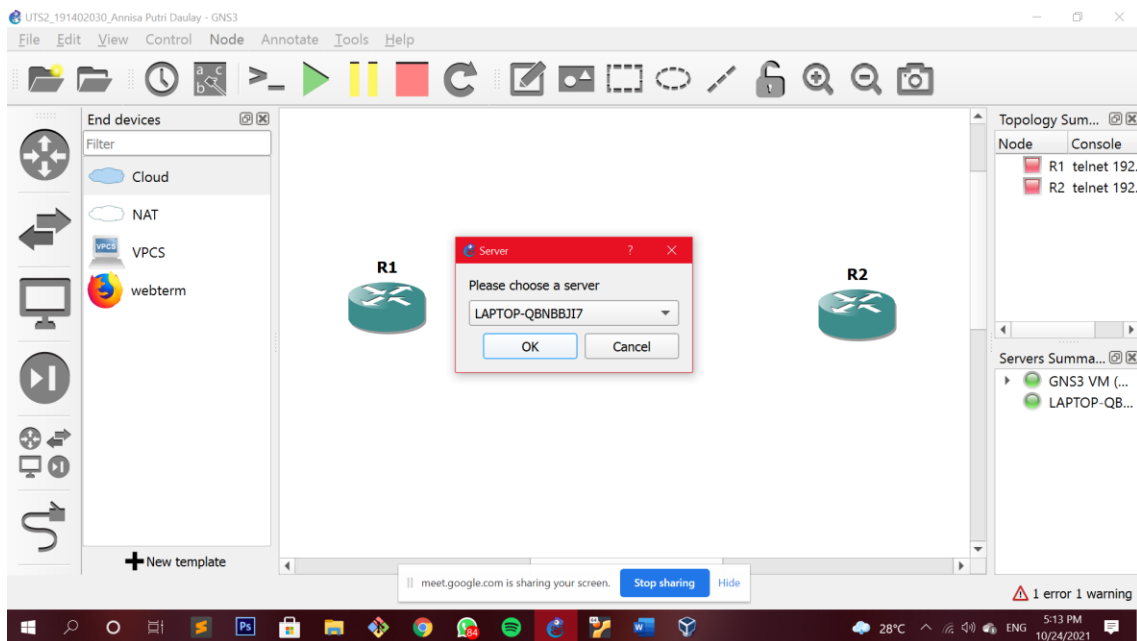 UTS2_191402030_Annisa Putri Daulay - GNS3
File Edit View Control Node Annotate Tools Help
End devices
Filter
Cloud
NAT
VPCS
VPCS
webterm
New template
R1
R2
Server ?
Please choose a server
LAPTOP-QBNBBJI7
OK Cancel
Topology Sum...
Node Console
R1 telnet 192.
R2 telnet 192.
Servers Summa...
GNS3 VM (...
LAPTOP-QB...
meet.google.com is sharing your screen. Stop sharing Hide
1 error 1 warning
Ps
84
W
28°C ENG 5:13 PM
10/24/2021